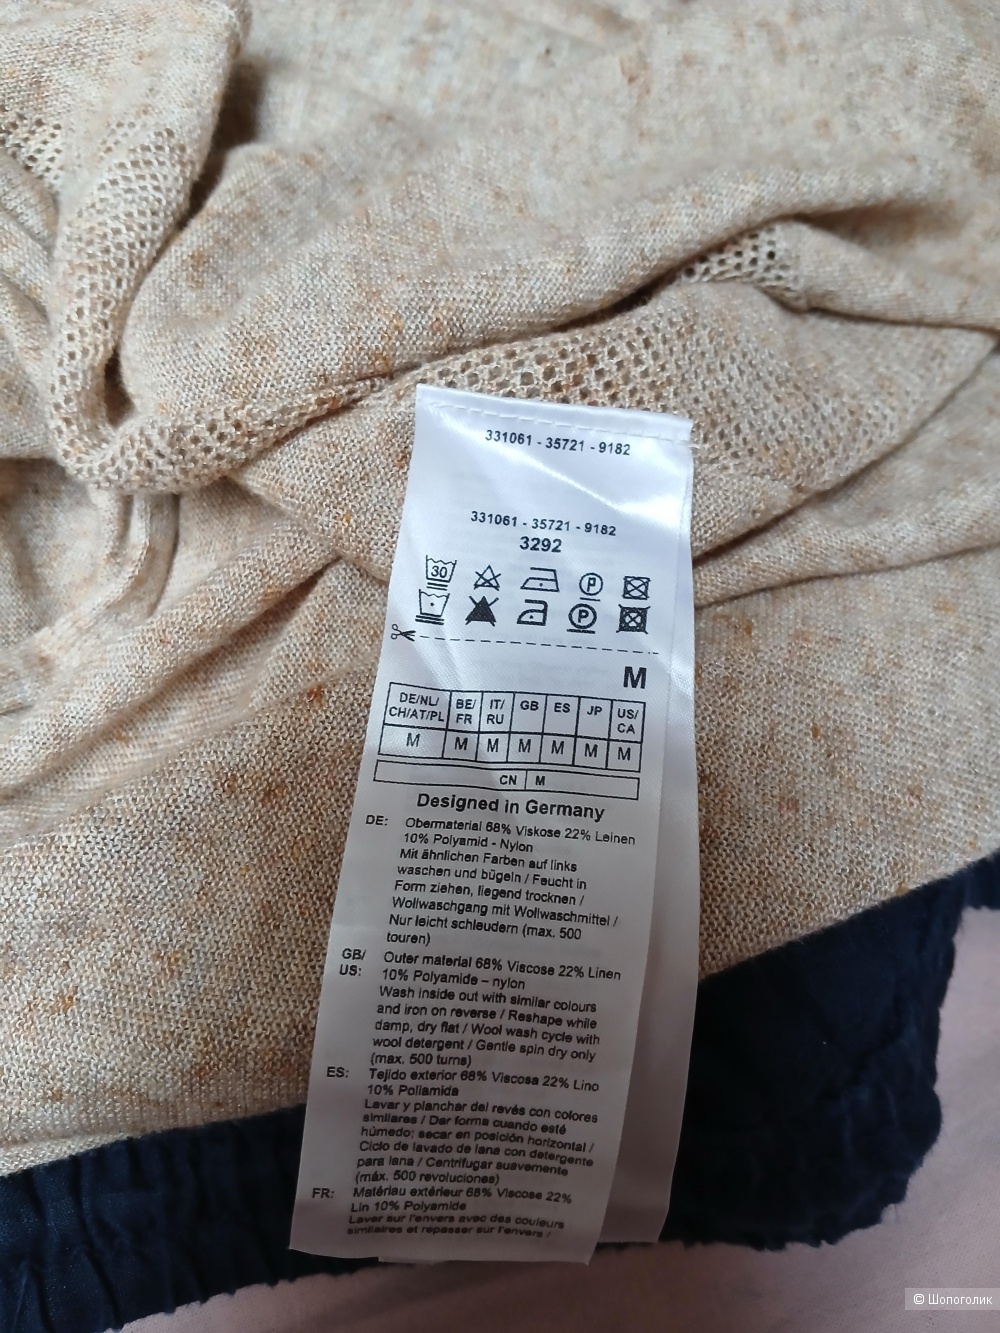 331061 - 35721 - 9182
331061 - 35721 - 9182
3292
30
P
P
M
DE/NL/
CH/AT/PL
BE/
FR
IT/
RU
GB
ES
JP
US/
CA
M M M M M M M
CN M
Designed in Germany
DE: Obermaterial 68% Viskose 22% Leinen
10% Polyamid - Nylon
Mit ähnlichen Farben auf links
waschen und bügeln / Feucht in
Form ziehen, liegend trocknen /
Wollwaschgang mit Wollwaschmittel /
Nur leicht schleudern (max. 500
touren)
GB/
US: Outer material 68% Viscose 22% Linen
10% Polyamide – nylon
Wash inside out with similar colours
and iron on reverse / Reshape while
damp, dry flat / Wool wash cycle with
wool detergent / Gentle spin dry only
(max. 500 turns)
ES: Tejido exterior 68% Viscosa 22% Lino
10% Poliamida
Lavar y planchar del revés con colores
similares / Dar forma cuando esté
húmedo; secar en posición horizontal /
Ciclo de lavado de lana con detergente
para lana / Centrifugar suavemente
(máx. 500 revoluciones)
FR: Matériau extérieur 68% Viscose 22%
Lin 10% Polyamide
Laver sur l'envers avec des couleurs
similaires et repasser sur l'envers /
© Шопоголик